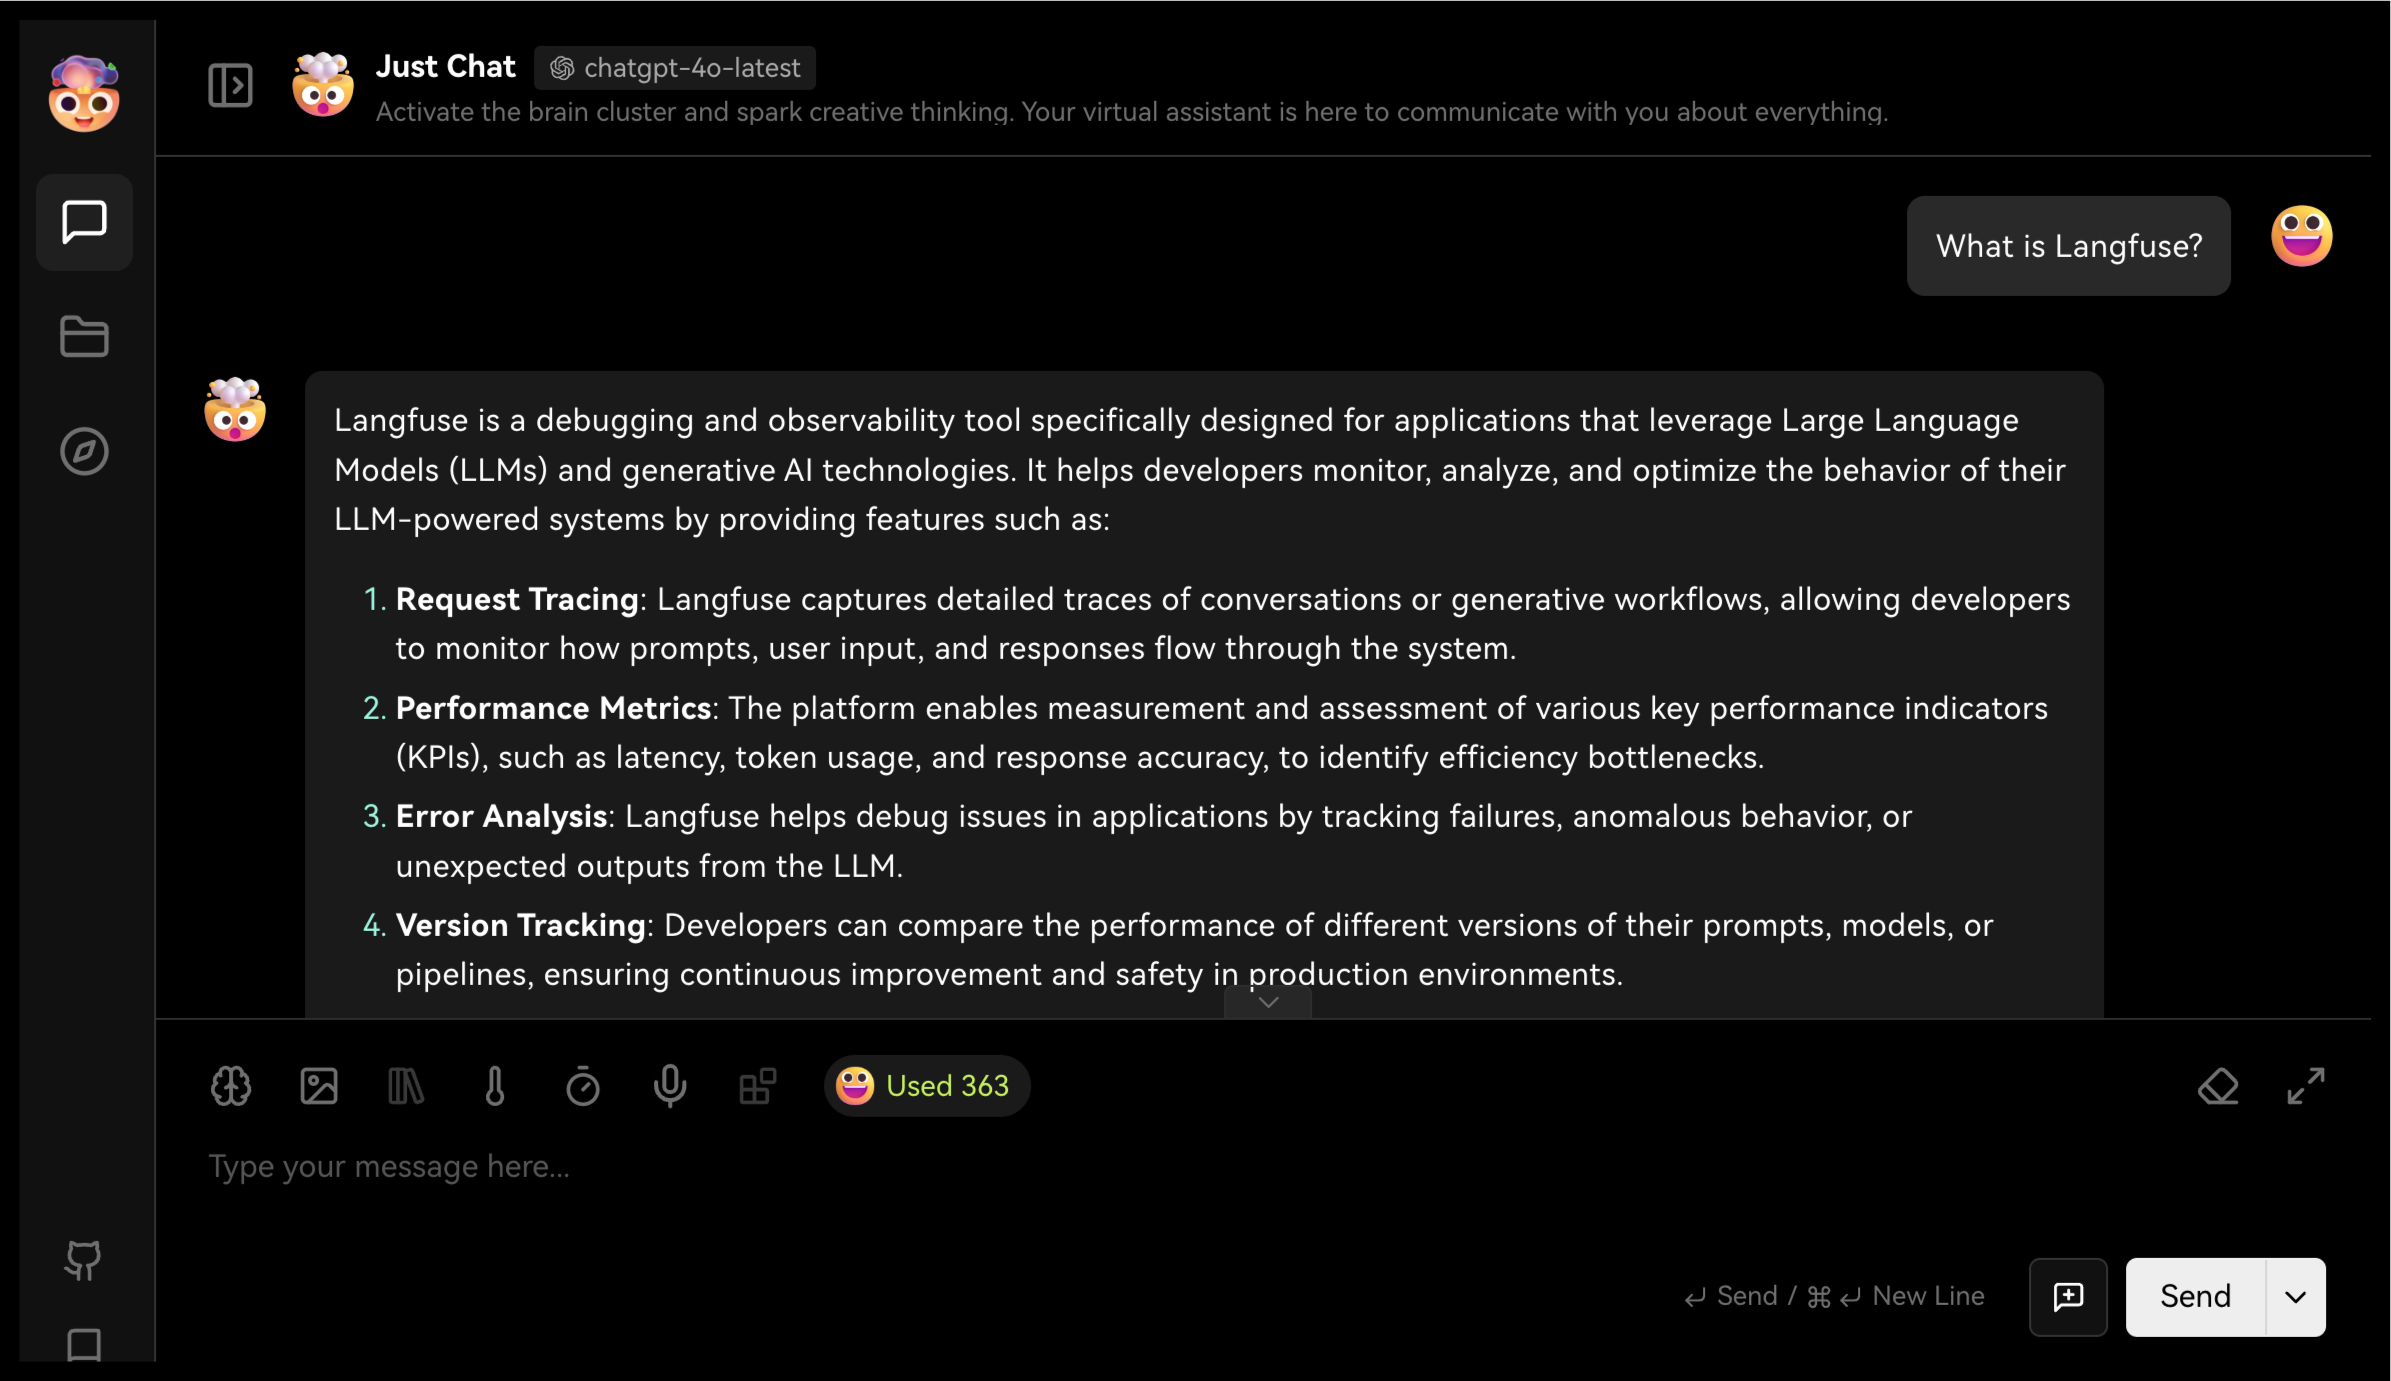 Just Chat chatgpt-4o-latest
Activate the brain cluster and spark creative thinking. Your virtual assistant is here to communicate with you about everything.
What is Langfuse?
Langfuse is a debugging and observability tool specifically designed for applications that leverage Large Language
Models (LLMs) and generative AI technologies. It helps developers monitor, analyze, and optimize the behavior of their
LLM-powered systems by providing features such as:
1. Request Tracing: Langfuse captures detailed traces of conversations or generative workflows, allowing developers
to monitor how prompts, user input, and responses flow through the system.
2. Performance Metrics: The platform enables measurement and assessment of various key performance indicators
(KPIs), such as latency, token usage, and response accuracy, to identify efficiency bottlenecks.
3. Error Analysis: Langfuse helps debug issues in applications by tracking failures, anomalous behavior, or
unexpected outputs from the LLM.
4. Version Tracking: Developers can compare the performance of different versions of their prompts, models, or
pipelines, ensuring continuous improvement and safety in production environments.
Used 363
Type your message here...
↵ Send / ⌘ ↵ New Line
Send